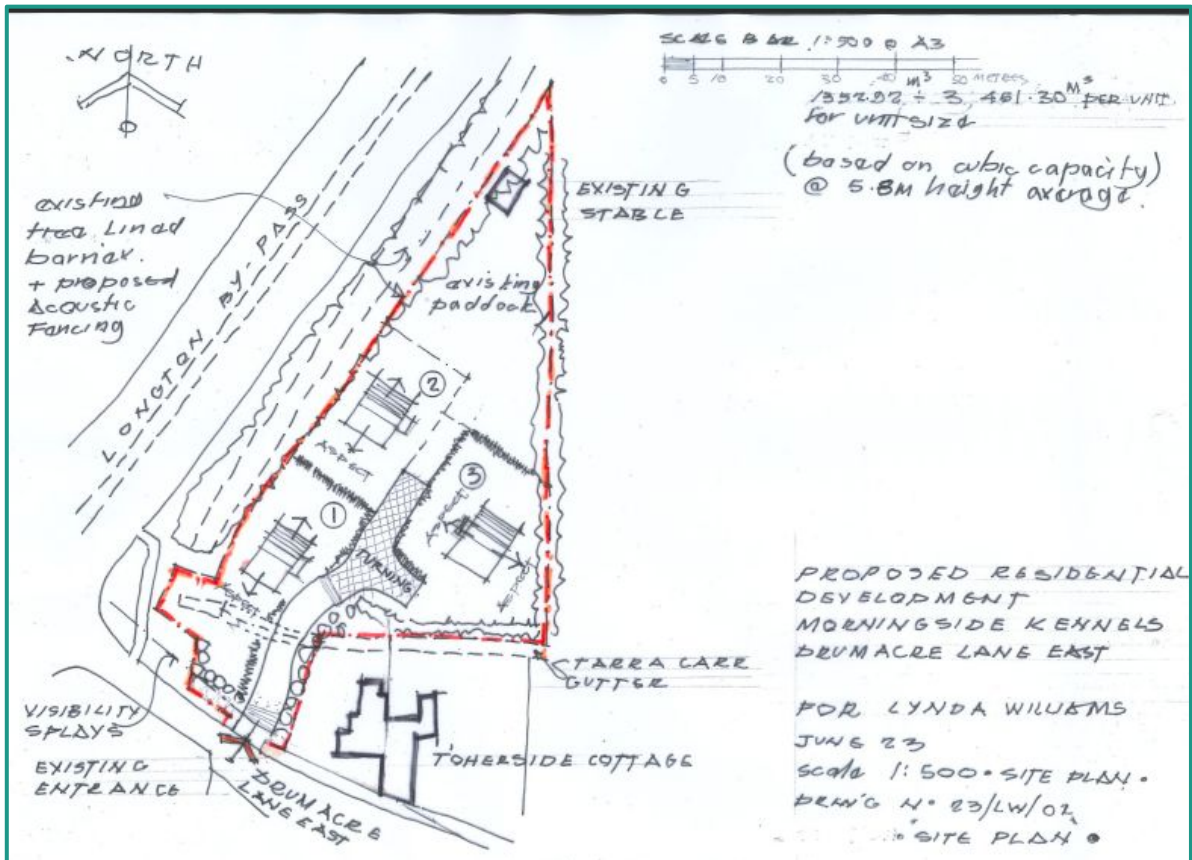 NORTH
SCALE BAR 1:500 @ A3
0 5 10 20 30 40 50 METRES
1352.92 m³ ÷ 3, 451.30 M³ PER UNIT.
for unit size
(based on cubic capacity)
@ 5.8M height average.
EXISTING
STABLE
existing
tree Lined
barrier.
+ proposed
Acoustic
Fencing
LONGTON BY-PASS
existing
paddock
2
ASPECT
3
ASPECT
ASPECT
1
ASPECT
TURNING
TARRA CARR
GUTTER
VISIBILITY
SPLAYS
EXISTING
ENTRANCE
DRUMACRE
LANE EAST
TOHERSIDE COTTAGE
PROPOSED RESIDENTIAL
DEVELOPMENT
MORNINGSIDE KENNELS
DRUMACRE LANE EAST
FOR LYNDA WILLIAMS
JUNE 23
scale 1:500 • SITE PLAN •
DRWN'G Nº 23/LW/02
• SITE PLAN •